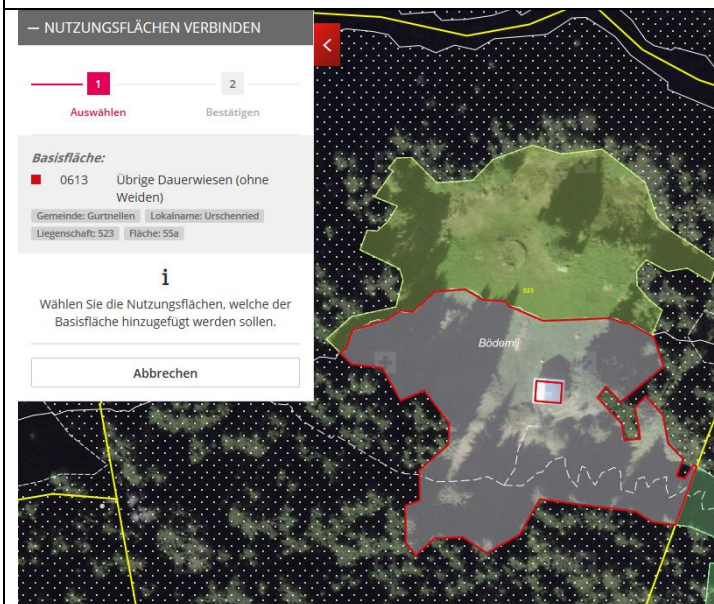 — NUTZUNGSFLÄCHEN VERBINDEN
<
1
2
Auswählen
Bestätigen
Basisfläche:
0613 Übrige Dauerwiesen (ohne
Weiden)
Gemeinde: Gurtnellen Lokalname: Urschenried
Liegenschaft: 523 Fläche: 55a
i
Wählen Sie die Nutzungsflächen, welche der
Basisfläche hinzugefügt werden sollen.
Abbrechen
523
Bödemli